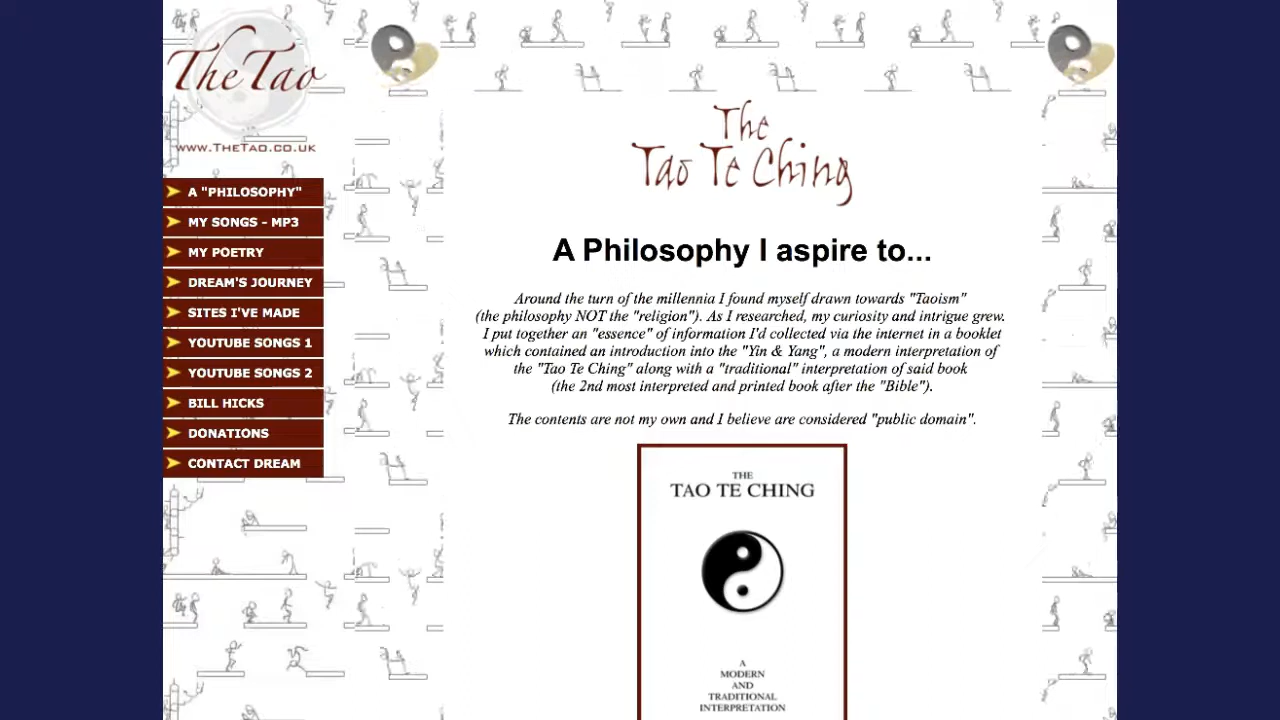 The Tao
www.TheTao.co.uk
A "PHILOSOPHY"
MY SONGS - MP3
MY POETRY
DREAM'S JOURNEY
SITES I'VE MADE
YOUTUBE SONGS 1
YOUTUBE SONGS 2
BILL HICKS
DONATIONS
CONTACT DREAM
The
Tao Te Ching
A Philosophy I aspire to...
Around the turn of the millennia I found myself drawn towards "Taoism"
(the philosophy NOT the "religion"). As I researched, my curiosity and intrigue grew.
I put together an "essence" of information I'd collected via the internet in a booklet
which contained an introduction into the "Yin & Yang", a modern interpretation of
the "Tao Te Ching" along with a "traditional" interpretation of said book
(the 2nd most interpreted and printed book after the "Bible").
The contents are not my own and I believe are considered "public domain".
THE
TAO TE CHING
A
MODERN
AND
TRADITIONAL
INTERPRETATION